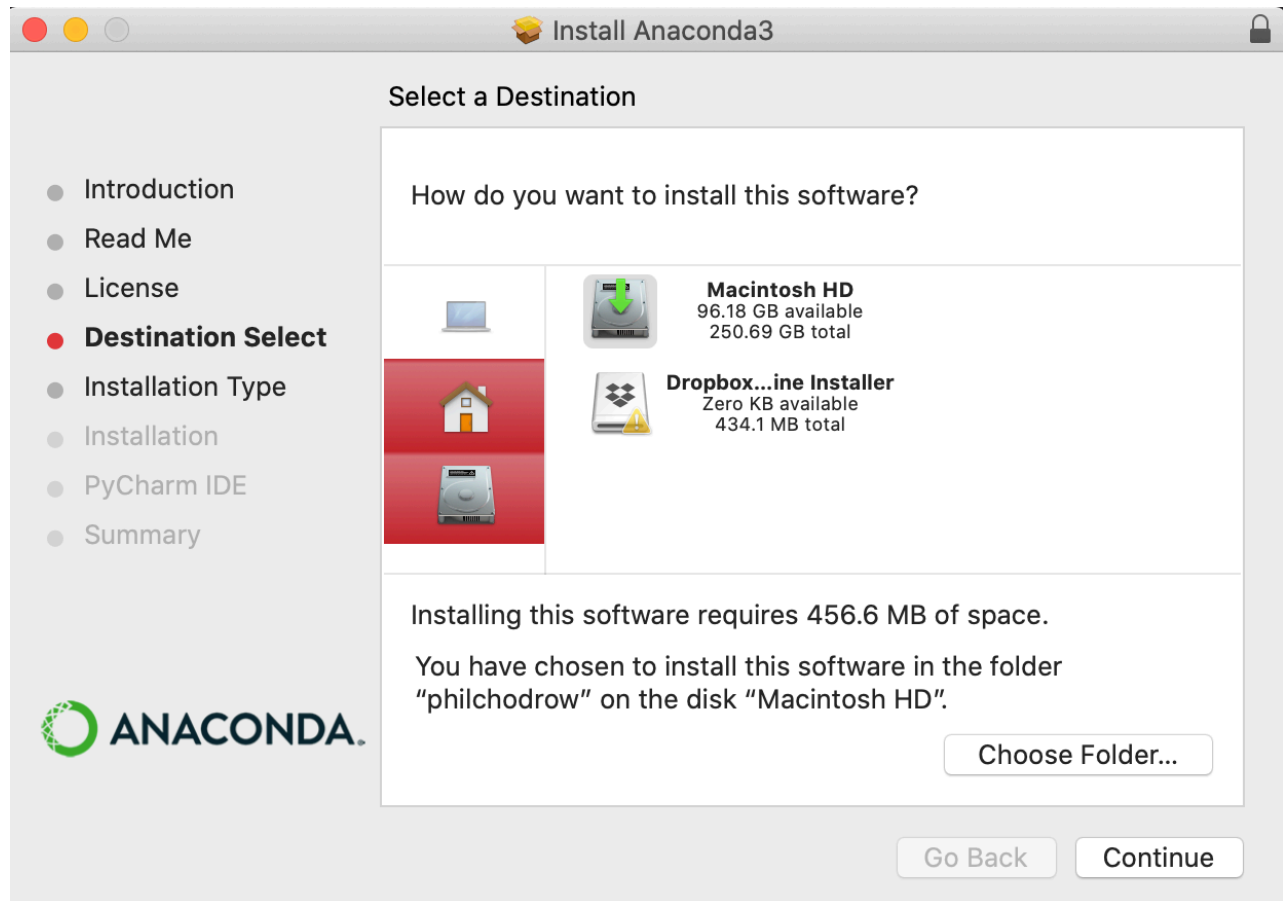 Install Anaconda3
Select a Destination
Introduction
Read Me
License
Destination Select
Installation Type
Installation
PyCharm IDE
Summary
How do you want to install this software?
Macintosh HD
96.18 GB available
250.69 GB total
Dropbox...ine Installer
Zero KB available
434.1 MB total
Installing this software requires 456.6 MB of space.
You have chosen to install this software in the folder
“philchodrow” on the disk “Macintosh HD”.
Choose Folder...
ANACONDA.
Go Back
Continue